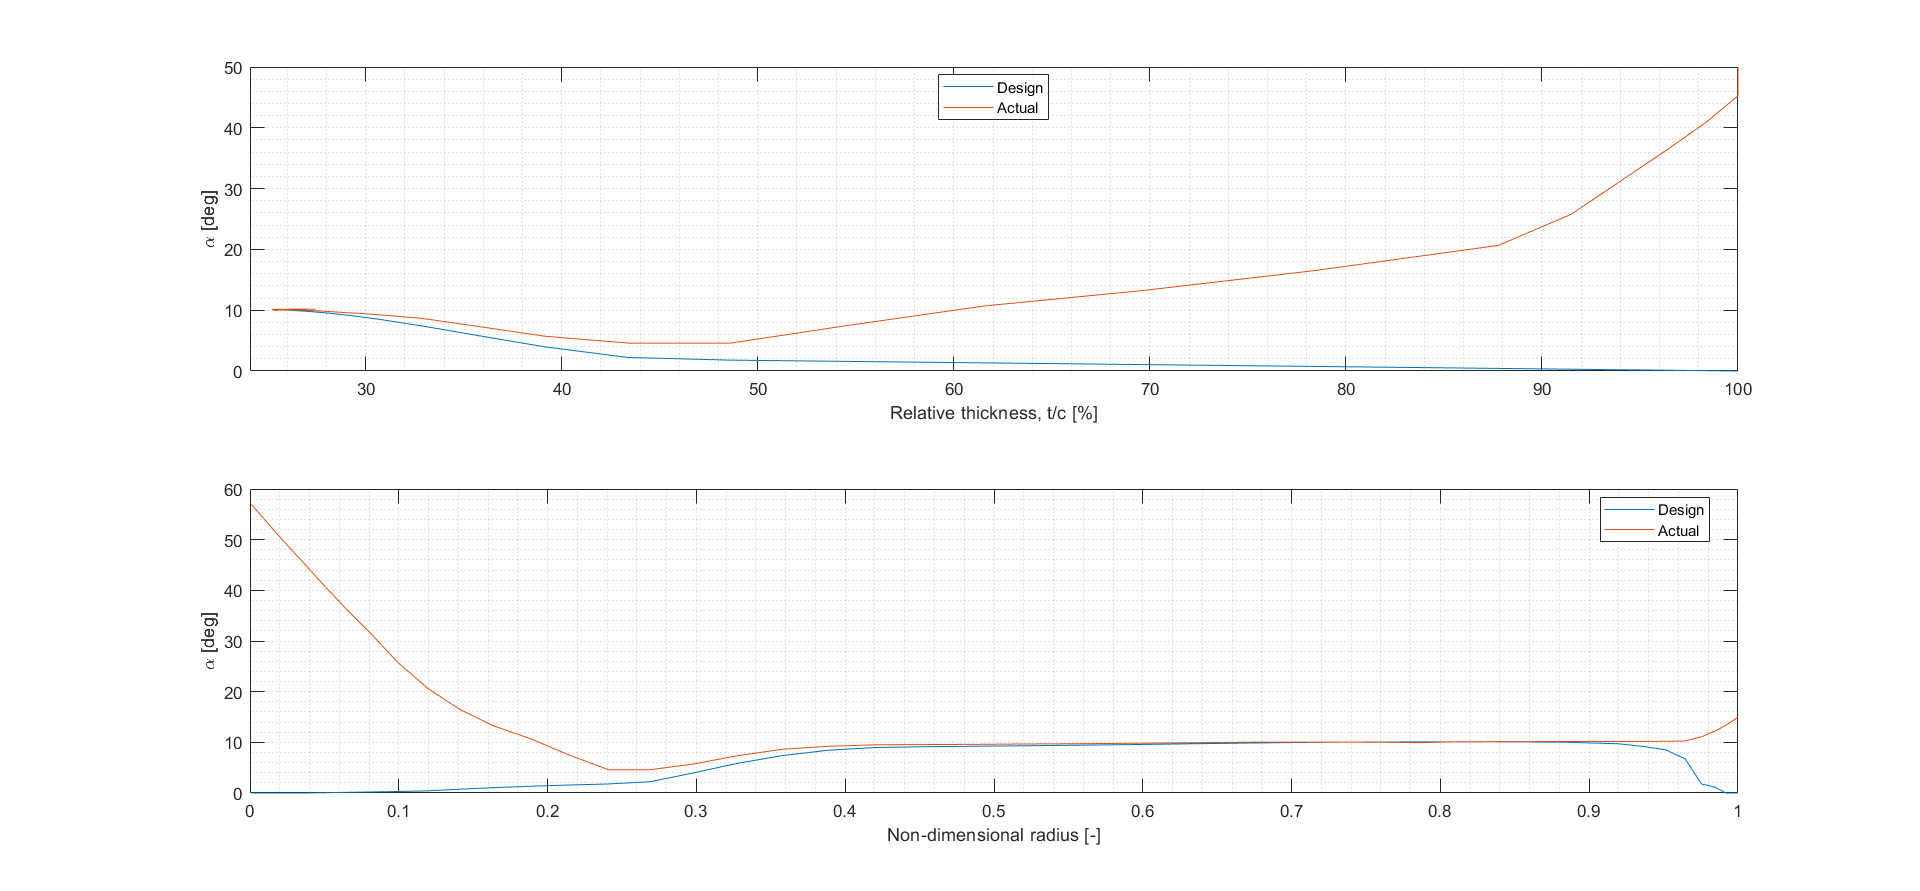 50
40
30
20
10
0
α [deg]
Design
Actual
30 40 50 60 70 80 90 100
Relative thickness, t/c [%]
60
50
40
30
20
10
0
α [deg]
Design
Actual
0 0.1 0.2 0.3 0.4 0.5 0.6 0.7 0.8 0.9 1
Non-dimensional radius [-]